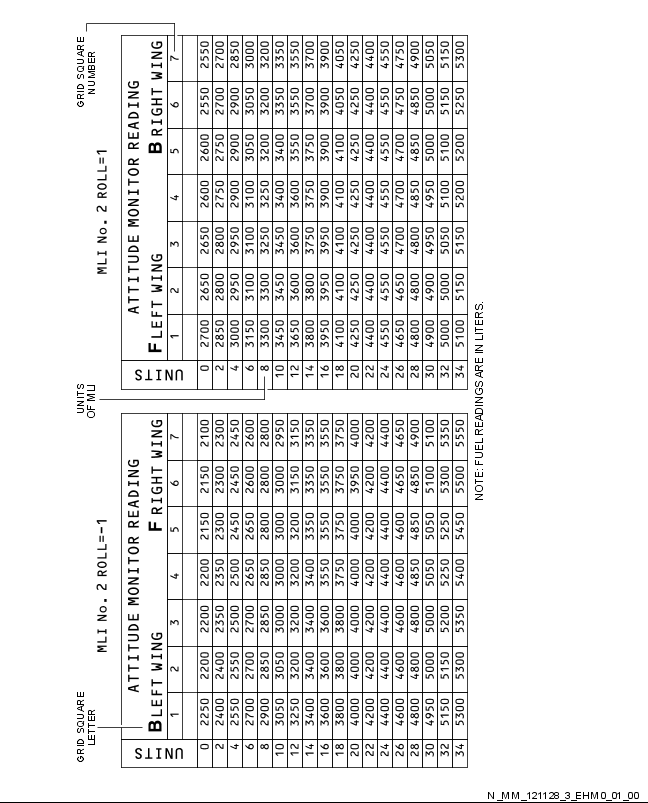 GRID SQUARE
LETTER
MLI No. 2 ROLL=-1
ATTITUDE MONITOR READING
UNITS
B LEFT WING F RIGHT WING
1 2 3 4 5 6 7
0 2250 2200 2200 2200 2150 2150 2100
2 2400 2400 2350 2350 2300 2300 2300
4 2550 2550 2500 2500 2450 2450 2450
6 2700 2700 2700 2650 2650 2600 2600
8 2900 2850 2850 2850 2800 2800 2800
10 3050 3050 3000 3000 3000 3000 2950
12 3250 3200 3200 3200 3200 3150 3150
14 3400 3400 3400 3400 3350 3350 3350
16 3600 3600 3600 3550 3550 3550 3550
18 3800 3800 3800 3750 3750 3750 3750
20 4000 4000 4000 4000 4000 3950 4000
22 4200 4200 4200 4200 4200 4200 4200
24 4400 4400 4400 4400 4400 4400 4400
26 4600 4600 4600 4600 4600 4650 4650
28 4800 4800 4800 4850 4850 4850 4900
30 4950 5000 5000 5050 5050 5100 5100
32 5150 5150 5200 5250 5250 5300 5350
34 5300 5300 5350 5400 5450 5500 5550
UNITS
OF MLI
GRID SQUARE
NUMBER
MLI No. 2 ROLL=1
ATTITUDE MONITOR READING
UNITS
F LEFT WING B RIGHT WING
1 2 3 4 5 6 7
0 2700 2650 2650 2600 2600 2550 2550
2 2850 2800 2800 2750 2750 2700 2700
4 3000 2950 2950 2900 2900 2900 2850
6 3150 3100 3100 3100 3050 3050 3000
8 3300 3300 3250 3250 3200 3200 3200
10 3450 3450 3450 3400 3400 3350 3350
12 3650 3600 3600 3600 3550 3550 3550
14 3800 3800 3750 3750 3750 3700 3700
16 3950 3950 3950 3900 3900 3900 3900
18 4100 4100 4100 4100 4100 4050 4050
20 4250 4250 4250 4250 4250 4250 4250
22 4400 4400 4400 4400 4400 4400 4400
24 4550 4550 4550 4550 4550 4550 4550
26 4650 4650 4700 4700 4700 4750 4750
28 4800 4800 4800 4850 4850 4850 4900
30 4900 4900 4950 4950 5000 5000 5050
32 5000 5000 5050 5100 5100 5150 5150
34 5100 5150 5150 5200 5200 5250 5300
NOTE: FUEL READINGS ARE IN LITERS.
N_MM_121128_3_EHM0_01_00